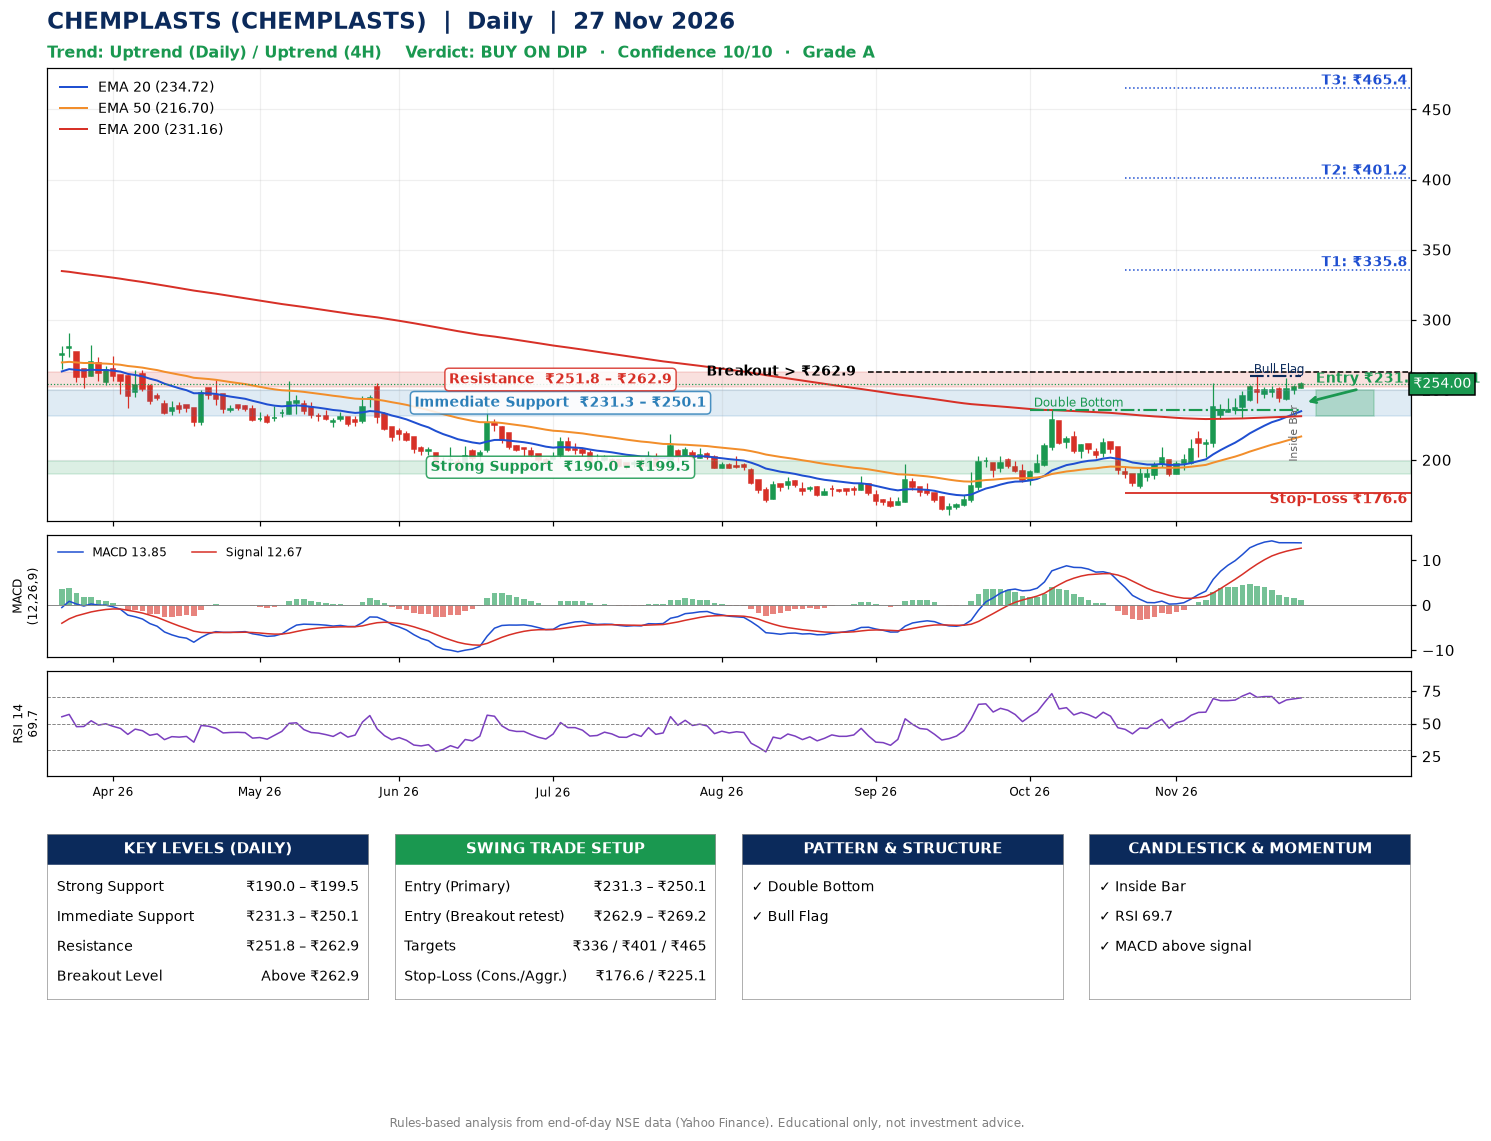 CHEMPLASTS (CHEMPLASTS) | Daily | 27 Nov 2026
Trend: Uptrend (Daily) / Uptrend (4H) Verdict: BUY ON DIP · Confidence 10/10 · Grade A
EMA 20 (234.72)
EMA 50 (216.70)
EMA 200 (231.16)
T3: ₹465.4
T2: ₹401.2
T1: ₹335.8
450
400
350
300
200
Breakout > ₹262.9
Bull Flag
Resistance ₹251.8 – ₹262.9
Entry ₹231.
₹254.00
Immediate Support ₹231.3 – ₹250.1
Double Bottom
Inside Bar
Strong Support ₹190.0 – ₹199.5
Stop-Loss ₹176.6
MACD 13.85
Signal 12.67
MACD
(12,26,9)
10
0
−10
RSI 14
69.7
75
50
25
Apr 26
May 26
Jun 26
Jul 26
Aug 26
Sep 26
Oct 26
Nov 26
KEY LEVELS (DAILY)
Strong Support ₹190.0 – ₹199.5
Immediate Support ₹231.3 – ₹250.1
Resistance ₹251.8 – ₹262.9
Breakout Level Above ₹262.9
SWING TRADE SETUP
Entry (Primary) ₹231.3 – ₹250.1
Entry (Breakout retest) ₹262.9 – ₹269.2
Targets ₹336 / ₹401 / ₹465
Stop-Loss (Cons./Aggr.) ₹176.6 / ₹225.1
PATTERN & STRUCTURE
✓ Double Bottom
✓ Bull Flag
CANDLESTICK & MOMENTUM
✓ Inside Bar
✓ RSI 69.7
✓ MACD above signal
Rules-based analysis from end-of-day NSE data (Yahoo Finance). Educational only, not investment advice.